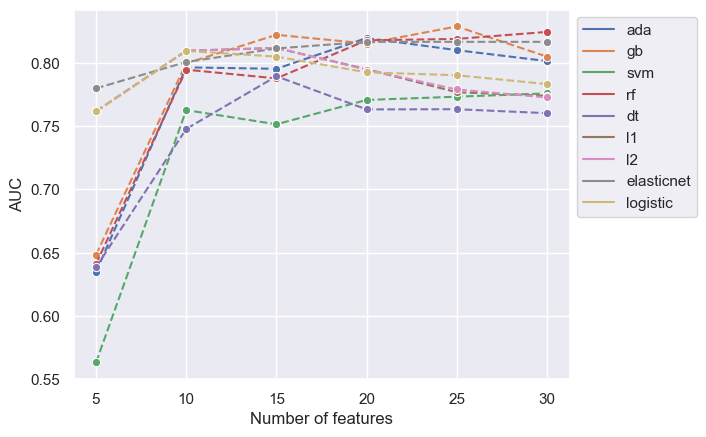 AUC
0.80
0.75
0.70
0.65
0.60
0.55
5 10 15 20 25 30
Number of features
ada
gb
svm
rf
dt
l1
l2
elasticnet
logistic